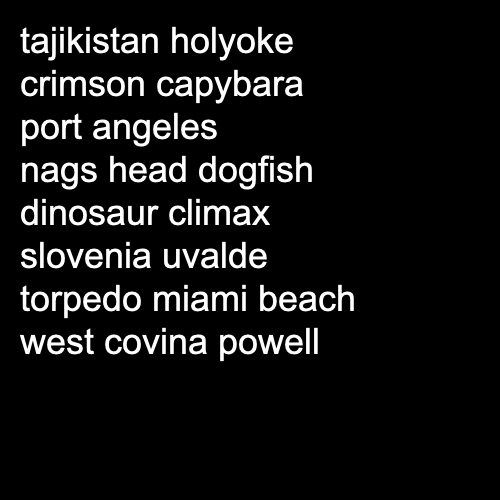 tajikistan holyoke
crimson capybara
port angeles
nags head dogfish
dinosaur climax
slovenia uvalde
torpedo miami beach
west covina powell